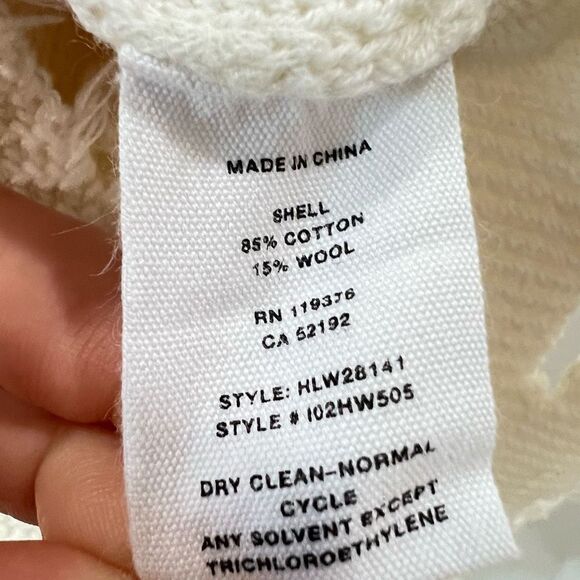 MADE IN CHINA
SHELL
85% COTTON
15% WOOL
RN 119376
CA 52192
STYLE: HLW28141
STYLE # I02HW505
DRY CLEAN-NORMAL
CYCLE
ANY SOLVENT EXCEPT
TRICHLOROETHYLENE